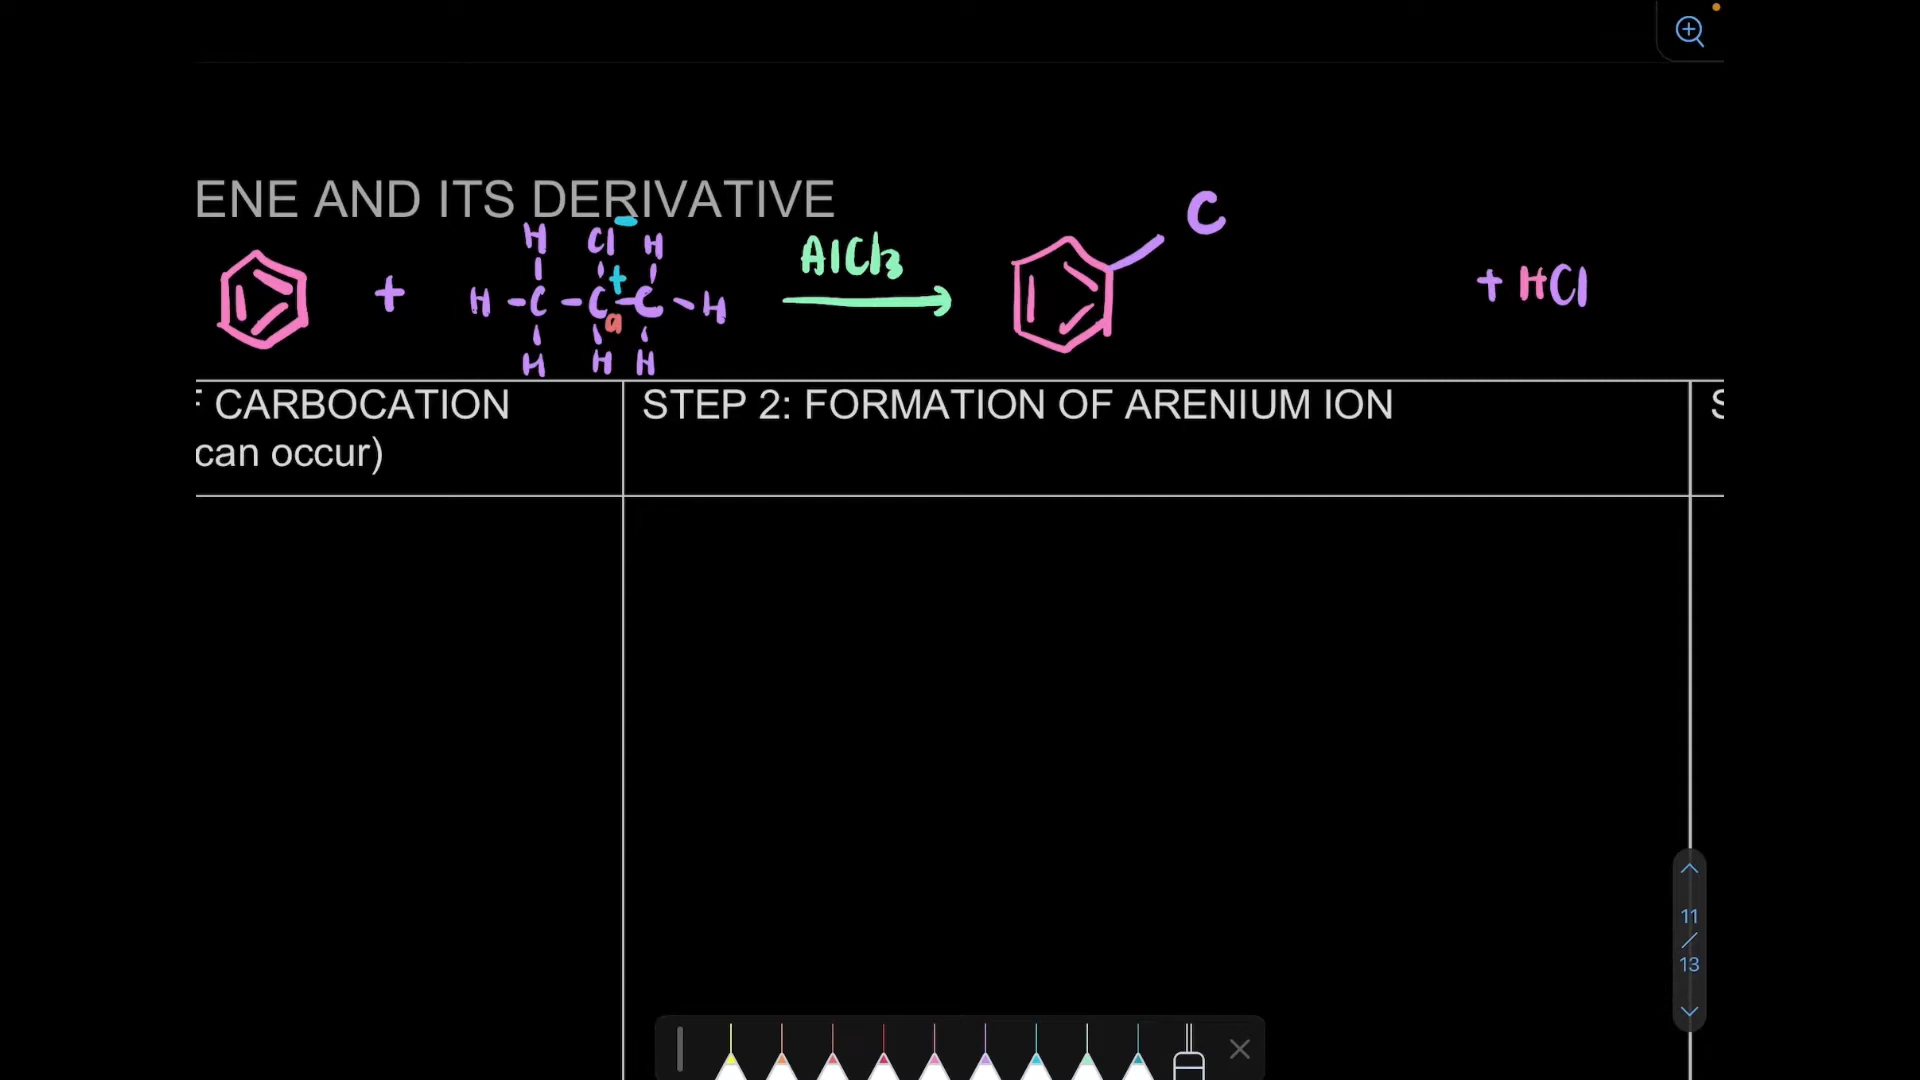 ENE AND ITS DERIVATIVE
H Cl – H
+ H – C – C + – C – H AlCl3 C + HCl
a
H H H
CARBOCATION
can occur)
STEP 2: FORMATION OF ARENIUM ION
11
/
13